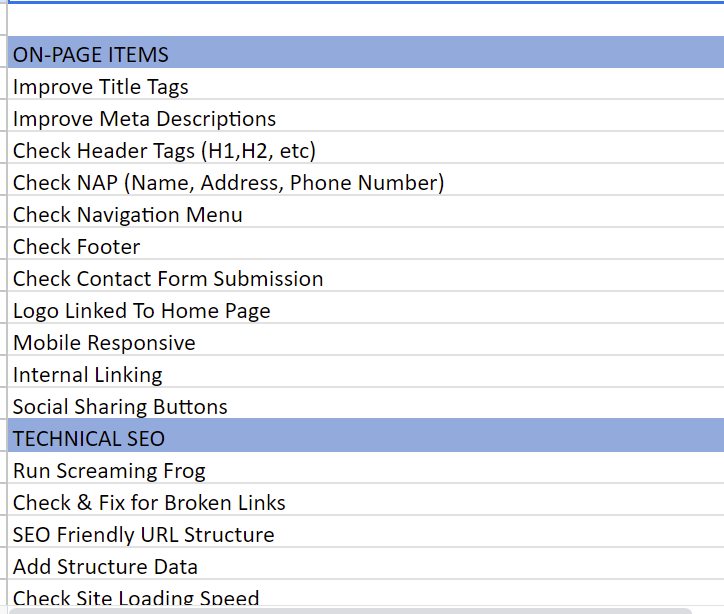 ON-PAGE ITEMS
Improve Title Tags
Improve Meta Descriptions
Check Header Tags (H1,H2, etc)
Check NAP (Name, Address, Phone Number)
Check Navigation Menu
Check Footer
Check Contact Form Submission
Logo Linked To Home Page
Mobile Responsive
Internal Linking
Social Sharing Buttons
TECHNICAL SEO
Run Screaming Frog
Check & Fix for Broken Links
SEO Friendly URL Structure
Add Structure Data
Check Site Loading Speed